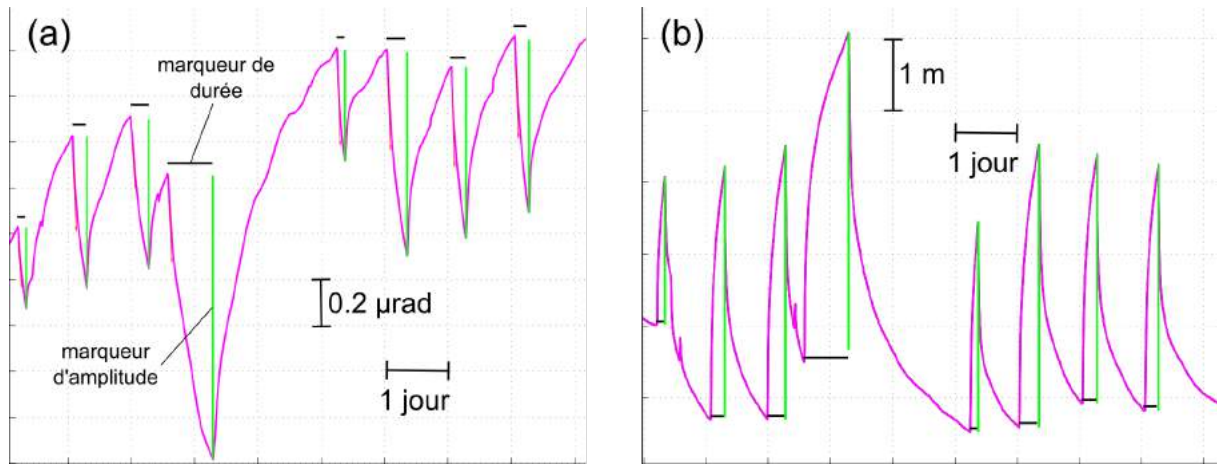 (a)
marqueur de
durée
0.2 µrad
marqueur
d'amplitude
1 jour
(b)
1 m
1 jour